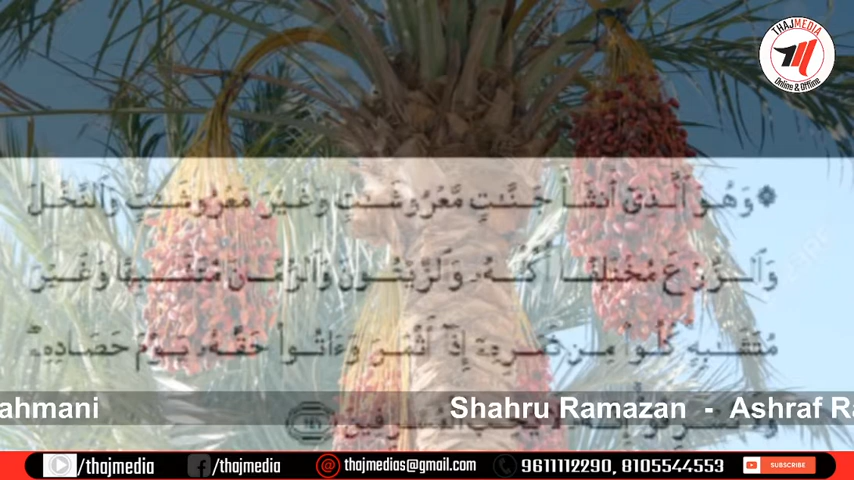 THAJMEDIA
Online & Offline
۞ وَهُوَ ٱلَّذِىٓ أَنشَأَ جَنَّـٰتٍ مَّعْرُوشَـٰتٍ وَغَيْرَ مَعْرُوشَـٰتٍ وَٱلنَّخْلَ
وَٱلزَّرْعَ مُخْتَلِفًا أُكُلُهُۥ وَٱلزَّيْتُونَ وَٱلرُّمَّانَ مُتَشَـٰبِهًا وَغَيْرَ
مُتَشَـٰبِهٍ كُلُوا۟ مِن ثَمَرِهِۦٓ إِذَآ أَثْمَرَ وَءَاتُوا۟ حَقَّهُۥ يَوْمَ حَصَادِهِۦ
ahmani Shahru Ramazan - Ashraf Ra
/thajmedia /thajmedia @ thajmedias@gmail.com 9611112290, 8105544553 SUBSCRIBE